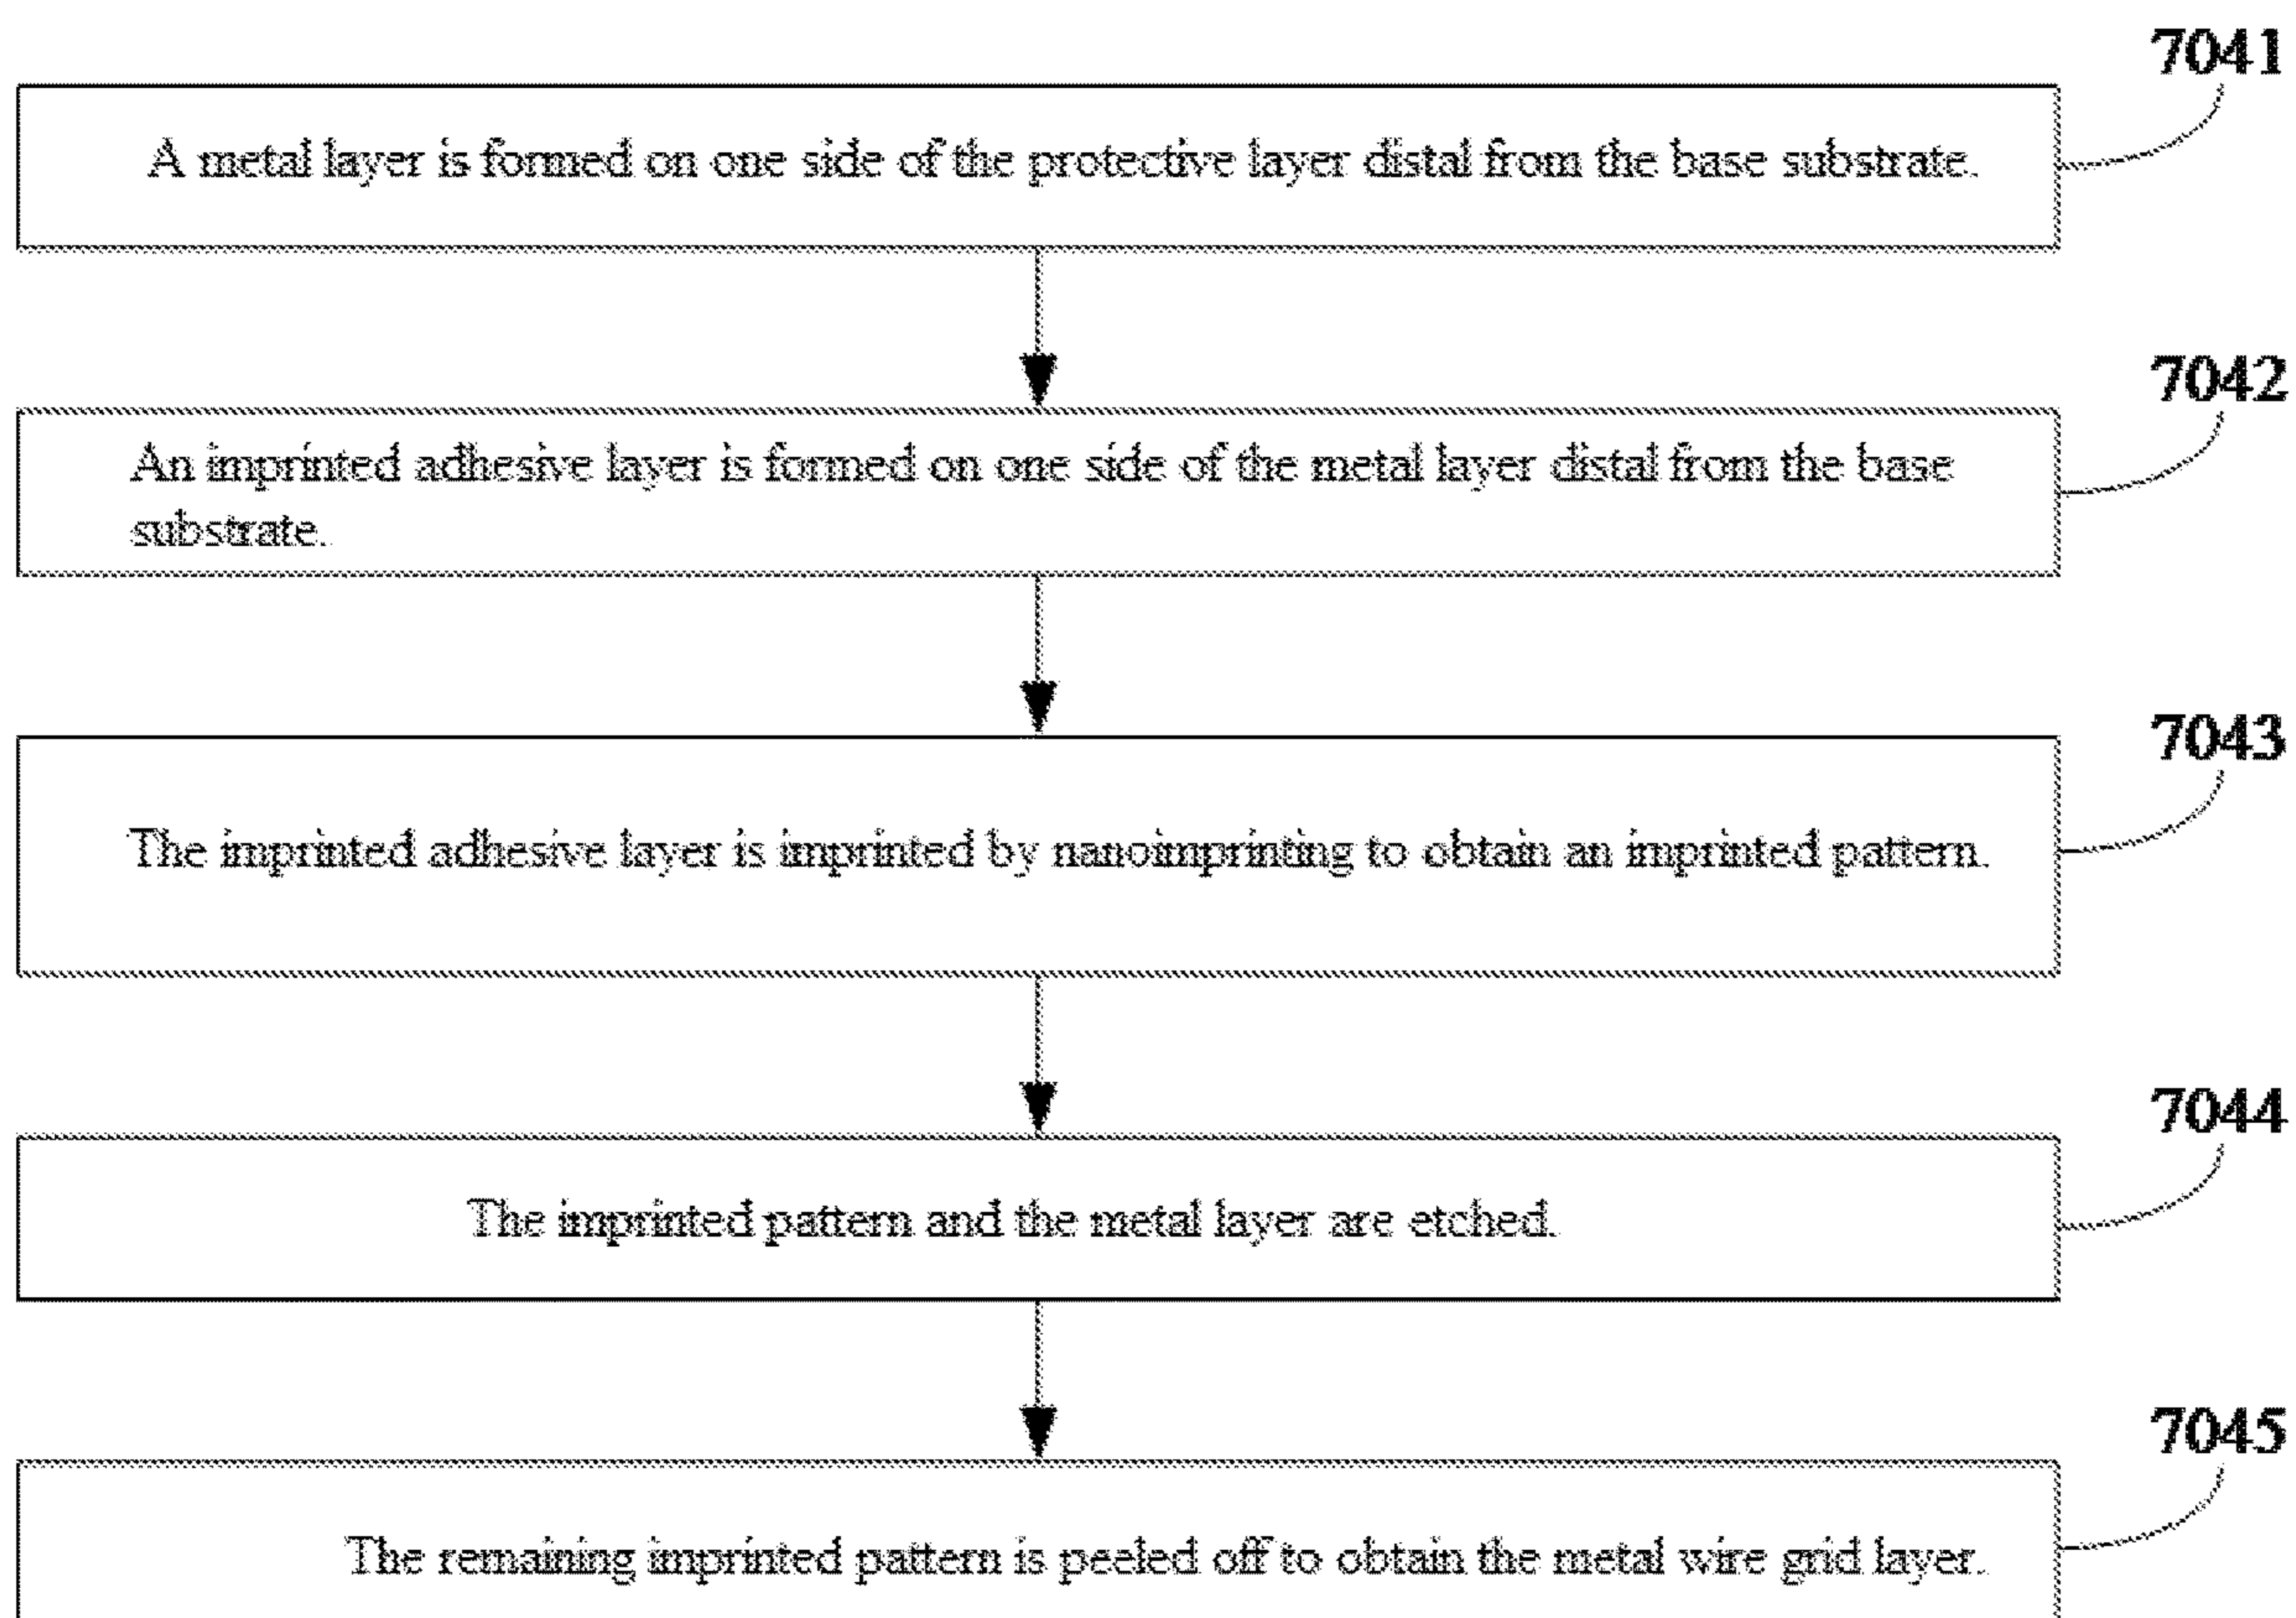 7041
A metal layer is formed on one side of the protective layer distal from the base substrate.
7042
An imprinted adhesive layer is formed on one side of the metal layer distal from the base
substrate.
7043
The imprinted adhesive layer is imprinted by nanoimprinting to obtain an imprinted pattern.
7044
The imprinted pattern and the metal layer are etched.
7045
The remaining imprinted pattern is peeled off to obtain the metal wire grid layer.